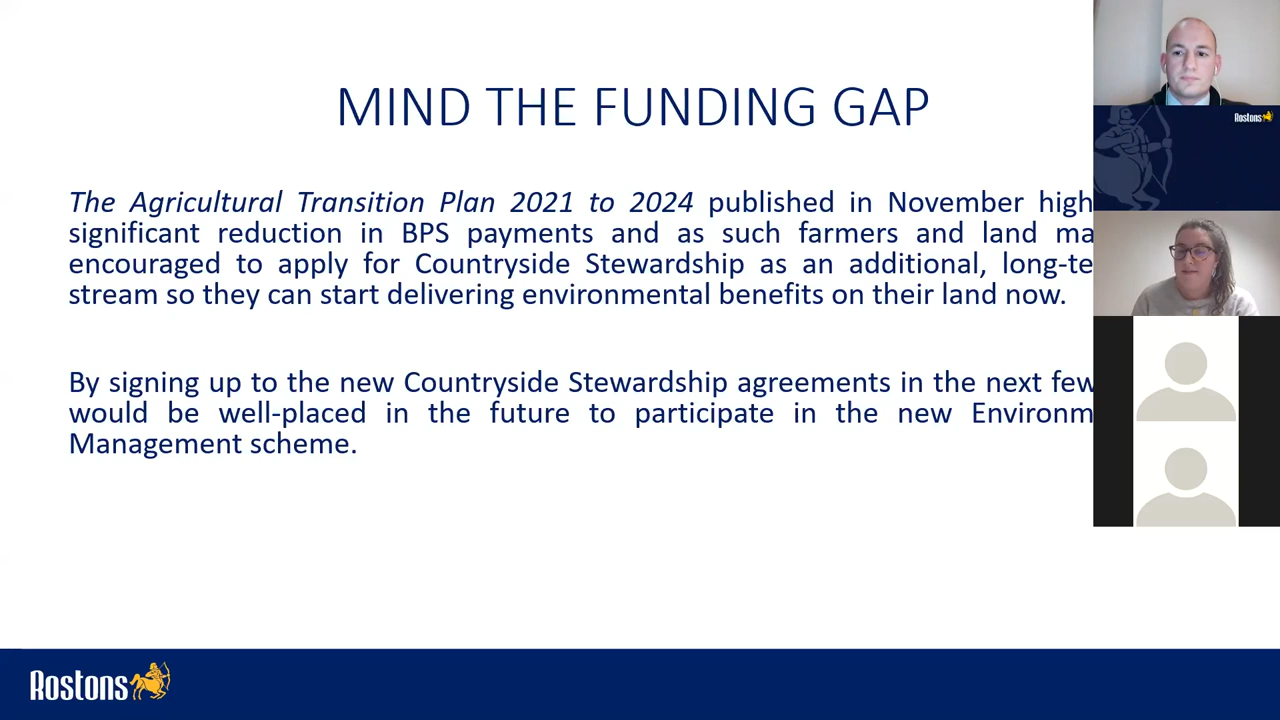 MIND THE FUNDING GAP
The Agricultural Transition Plan 2021 to 2024 published in November high
significant reduction in BPS payments and as such farmers and land ma
encouraged to apply for Countryside Stewardship as an additional, long-te
stream so they can start delivering environmental benefits on their land now.
By signing up to the new Countryside Stewardship agreements in the next few
would be well-placed in the future to participate in the new Environm
Management scheme.
Rostons
Rostons